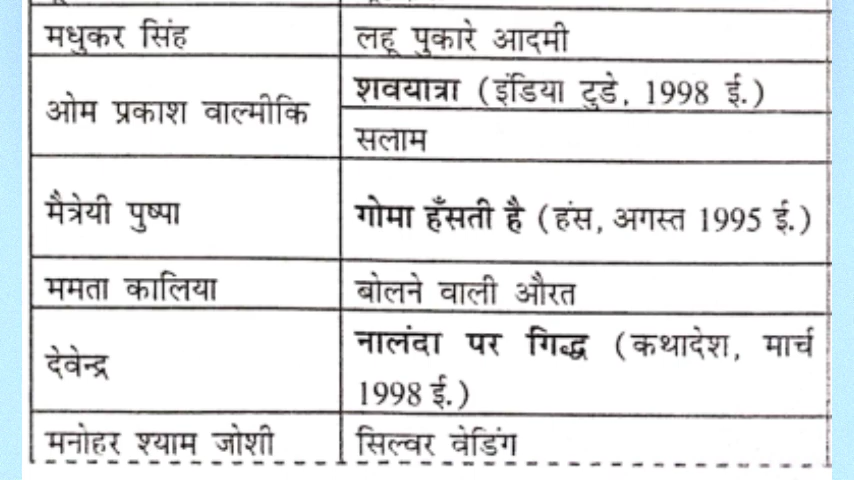 मधुकर सिंह लहू पुकारे आदमी
ओम प्रकाश वाल्मीकि
शवयात्रा (इंडिया टुडे, 1998 ई.)
सलाम
मैत्रेयी पुष्पा गोमा हँसती है (हंस, अगस्त 1995 ई.)
ममता कालिया बोलने वाली औरत
देवेन्द्र
नालंदा पर गिद्ध (कथादेश, मार्च
1998 ई.)
मनोहर श्याम जोशी सिल्वर वेडिंग